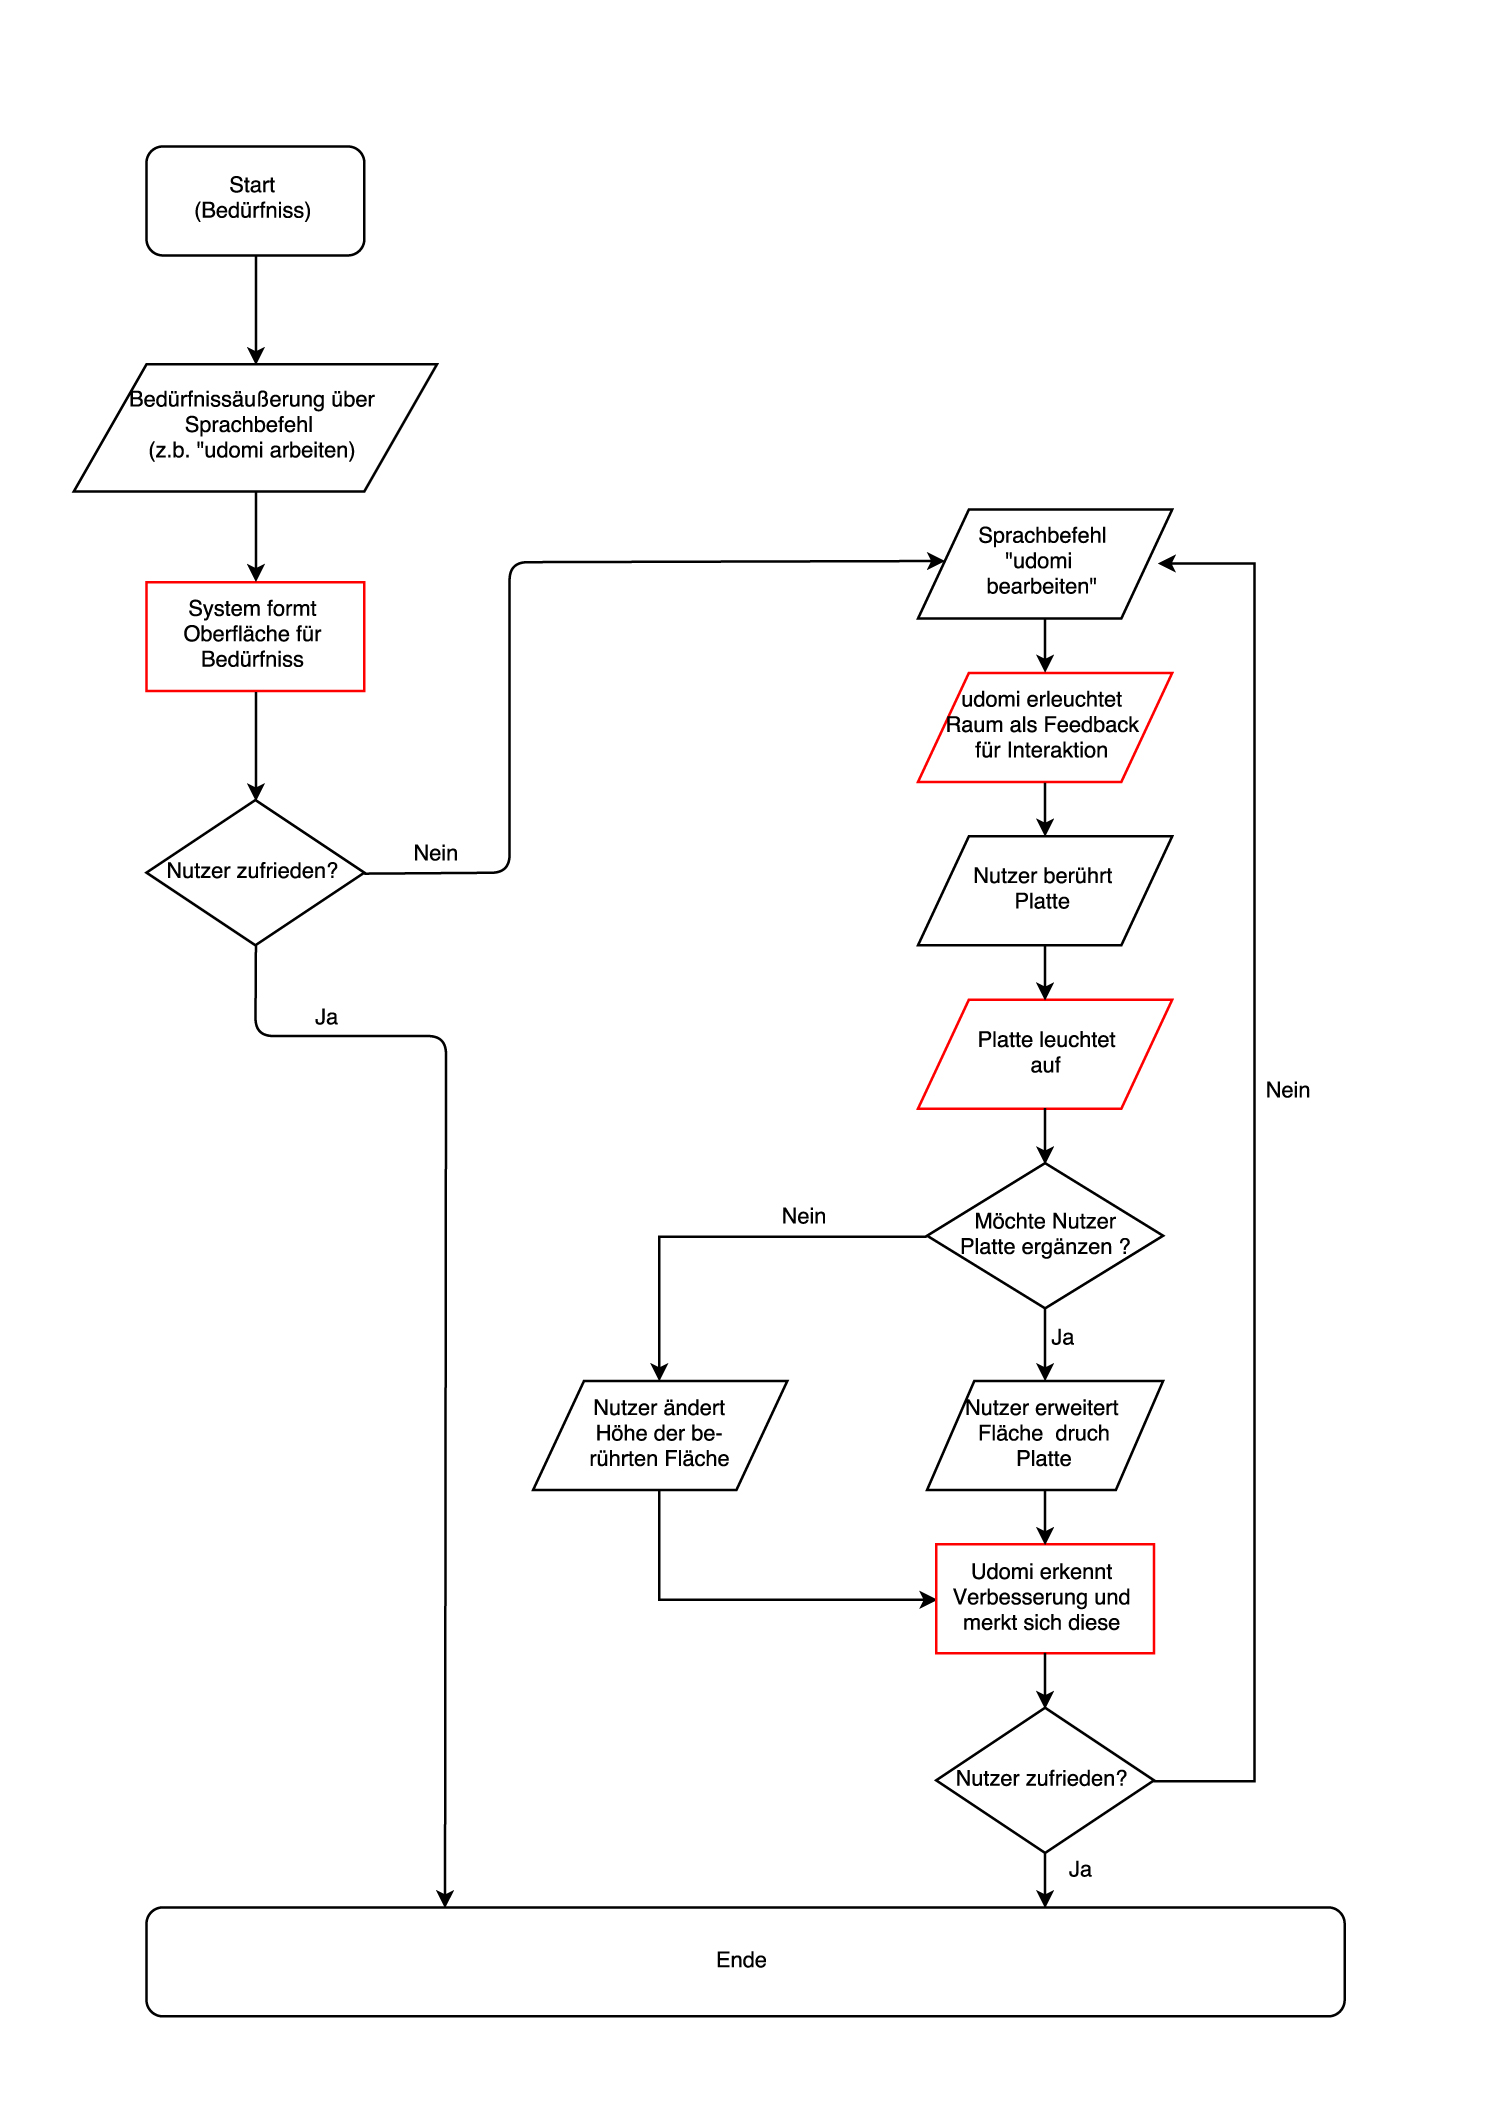 Start
(Bedürfniss)
Bedürfnissäußerung über
Sprachbefehl
(z.b. "udomi arbeiten)
System formt
Oberfläche für
Bedürfniss
Nutzer zufrieden?
Nein
Ja
Sprachbefehl
"udomi
bearbeiten"
udomi erleuchtet
Raum als Feedback
für Interaktion
Nutzer berührt
Platte
Platte leuchtet
auf
Nein
Möchte Nutzer
Platte ergänzen ?
Nein
Ja
Nutzer ändert
Höhe der be-
rührten Fläche
Nutzer erweitert
Fläche  druch
Platte
Udomi erkennt
Verbesserung und
merkt sich diese
Nutzer zufrieden?
Ja
Ende